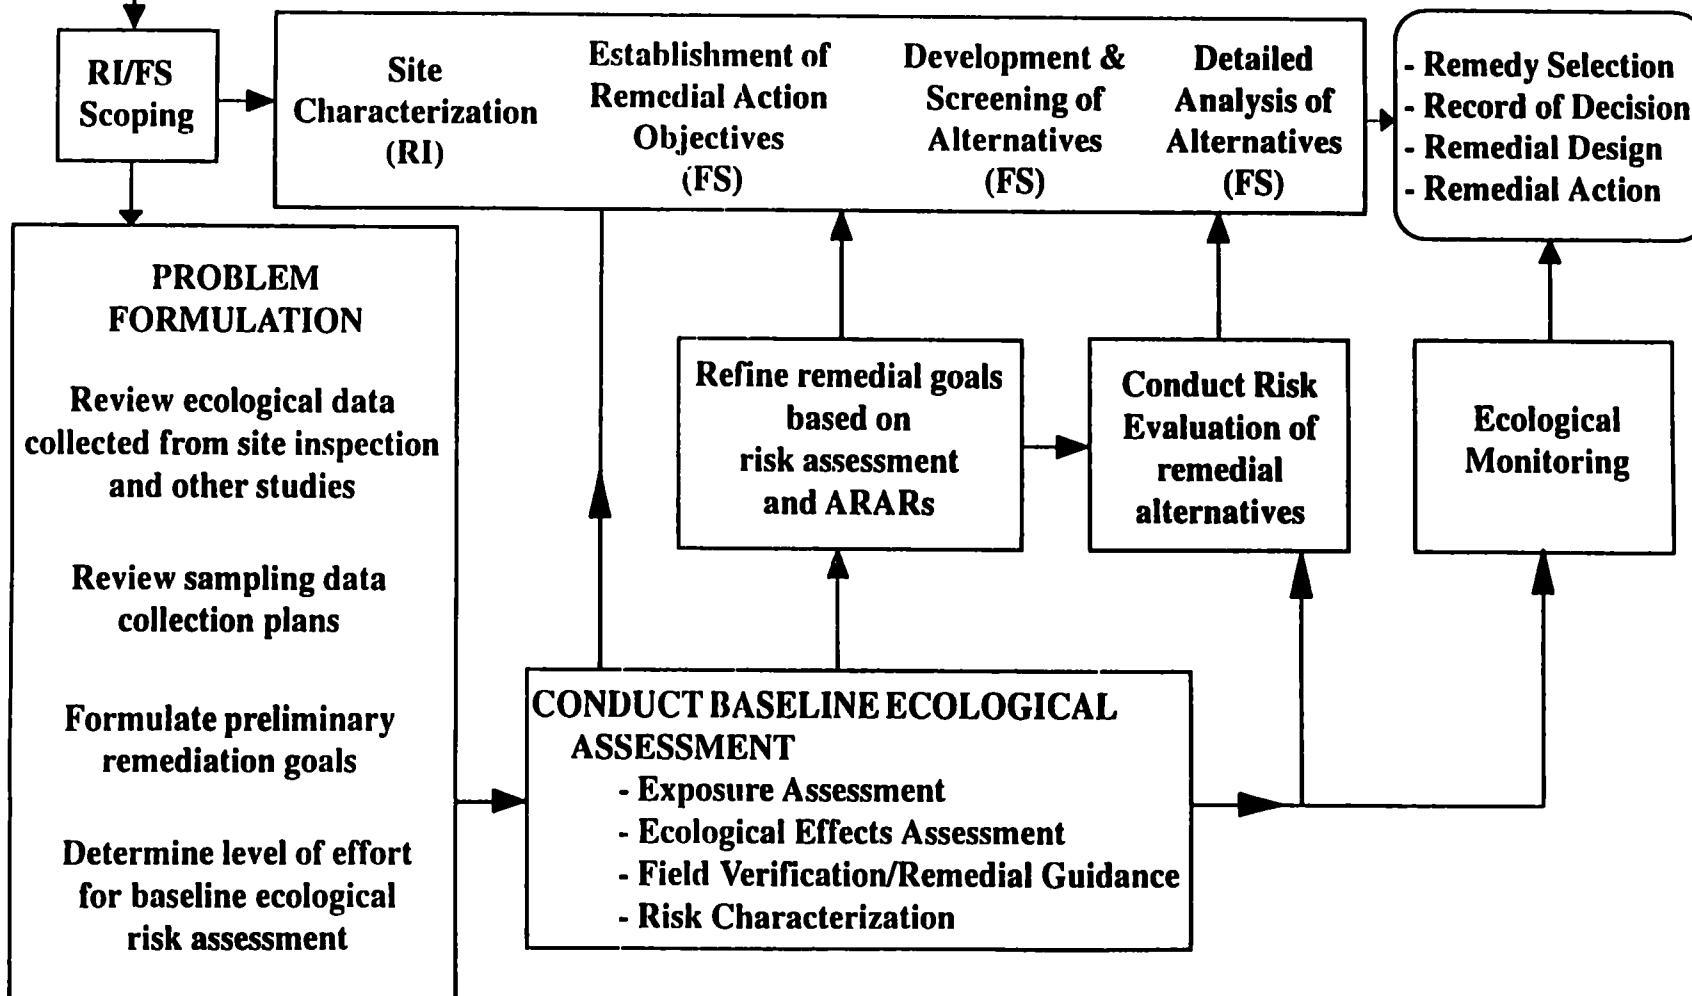 RI/FS
Scoping
Site
Characterization
(RI)
Establishment of
Remedial Action
Objectives
(FS)
Development &
Screening of
Alternatives
(FS)
Detailed
Analysis of
Alternatives
(FS)
- Remedy Selection
- Record of Decision
- Remedial Design
- Remedial Action
PROBLEM
FORMULATION
Review ecological data
collected from site inspection
and other studies
Review sampling data
collection plans
Formulate preliminary
remediation goals
Determine level of effort
for baseline ecological
risk assessment
Refine remedial goals
based on
risk assessment
and ARARs
Conduct Risk
Evaluation of
remedial
alternatives
Ecological
Monitoring
CONDUCT BASELINE ECOLOGICAL
ASSESSMENT
- Exposure Assessment
- Ecological Effects Assessment
- Field Verification/Remedial Guidance
- Risk Characterization